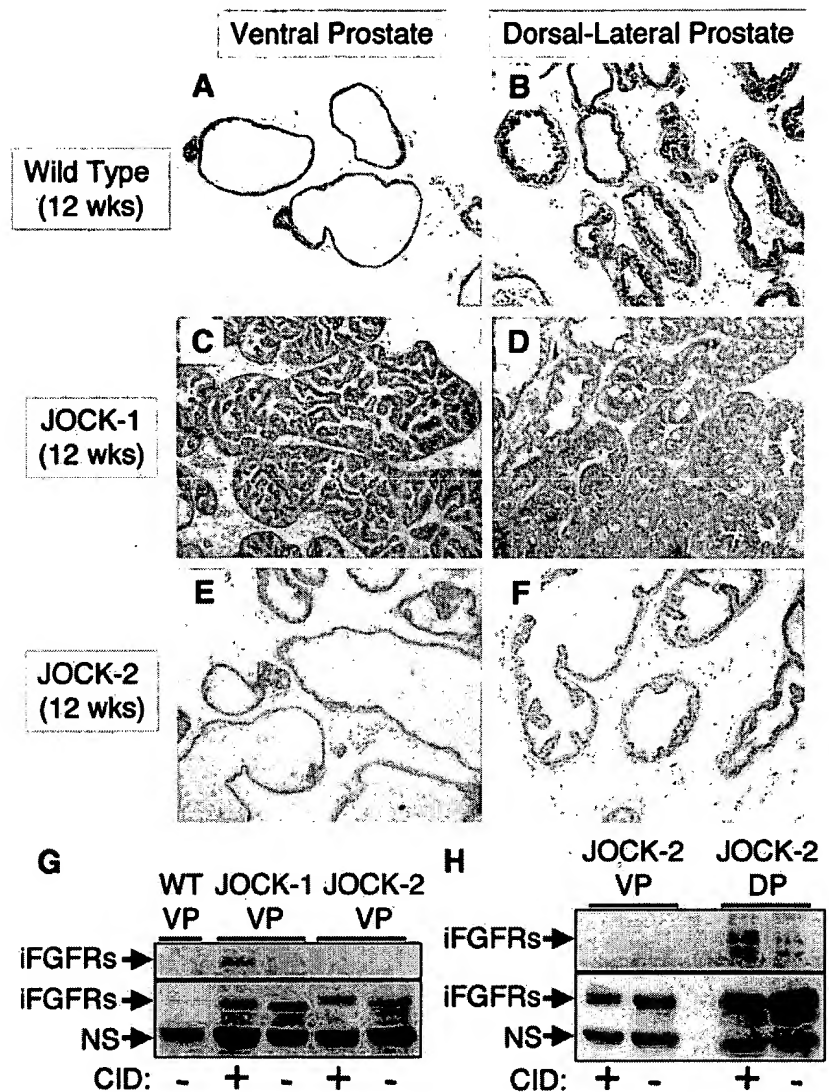 Ventral Prostate
Dorsal-Lateral Prostate
A
B
Wild Type
(12 wks)
C
D
JOCK-1
(12 wks)
E
F
JOCK-2
(12 wks)
G
WT JOCK-1 JOCK-2
VP VP VP
iFGFRs
iFGFRs
NS
CID: - + - + -
H
JOCK-2 JOCK-2
VP DP
iFGFRs
iFGFRs
NS
CID: + - + -